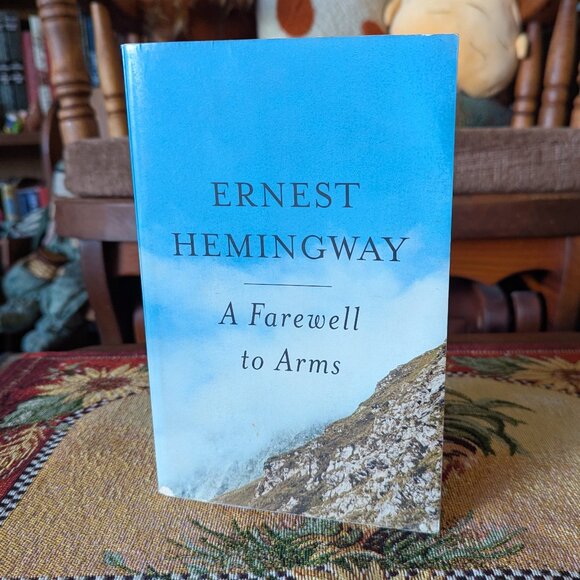 ERNEST
HEMINGWAY
A Farewell
to Arms